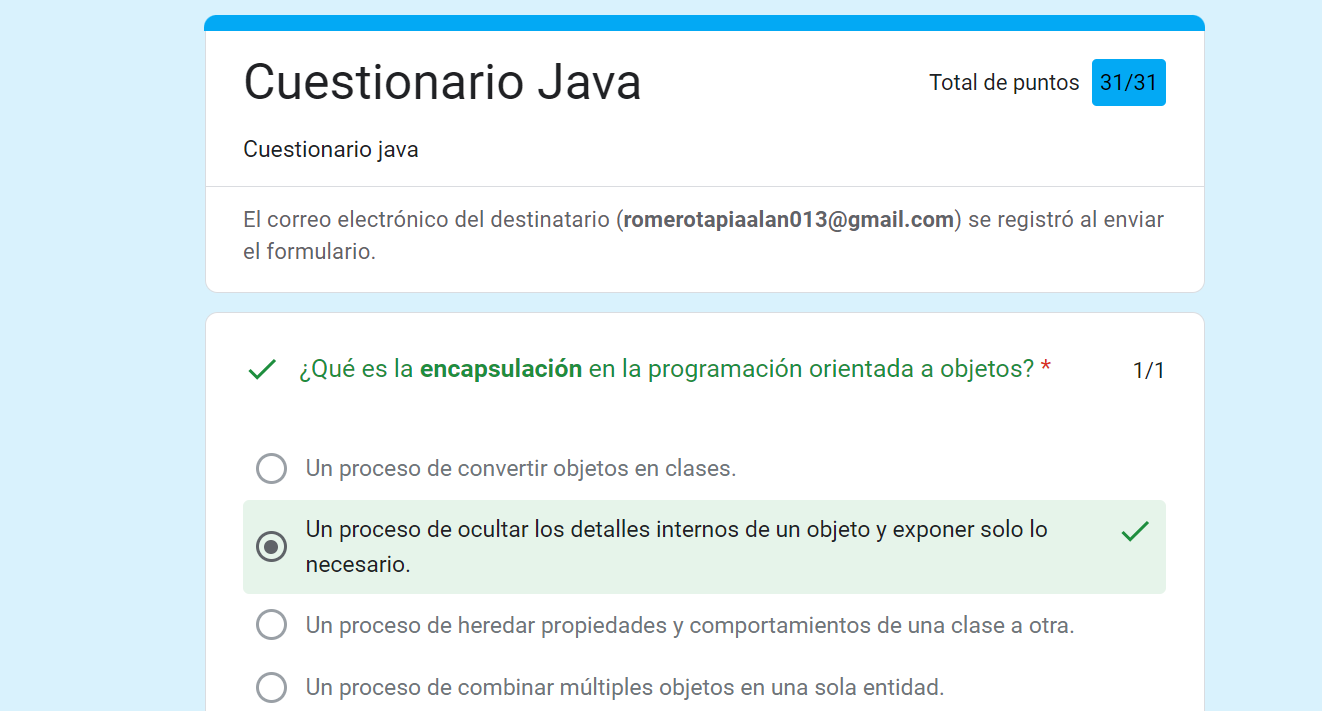 Cuestionario Java
Total de puntos 31/31
Cuestionario java
El correo electrónico del destinatario (romerotapiaalan013@gmail.com) se registró al enviar
el formulario.
¿Qué es la encapsulación en la programación orientada a objetos? *
1/1
Un proceso de convertir objetos en clases.
Un proceso de ocultar los detalles internos de un objeto y exponer solo lo
necesario.
Un proceso de heredar propiedades y comportamientos de una clase a otra.
Un proceso de combinar múltiples objetos en una sola entidad.